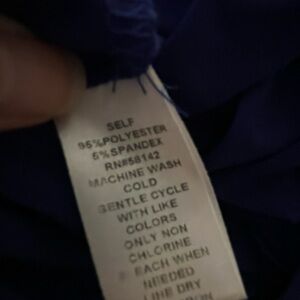 SELF
95%POLYESTER
5%SPANDEX
RN#58142
MACHINE WASH
COLD
GENTLE CYCLE
WITH LIKE
COLORS
ONLY NON
CHLORINE
EACH WHEN
NEEDED
LINE DRY